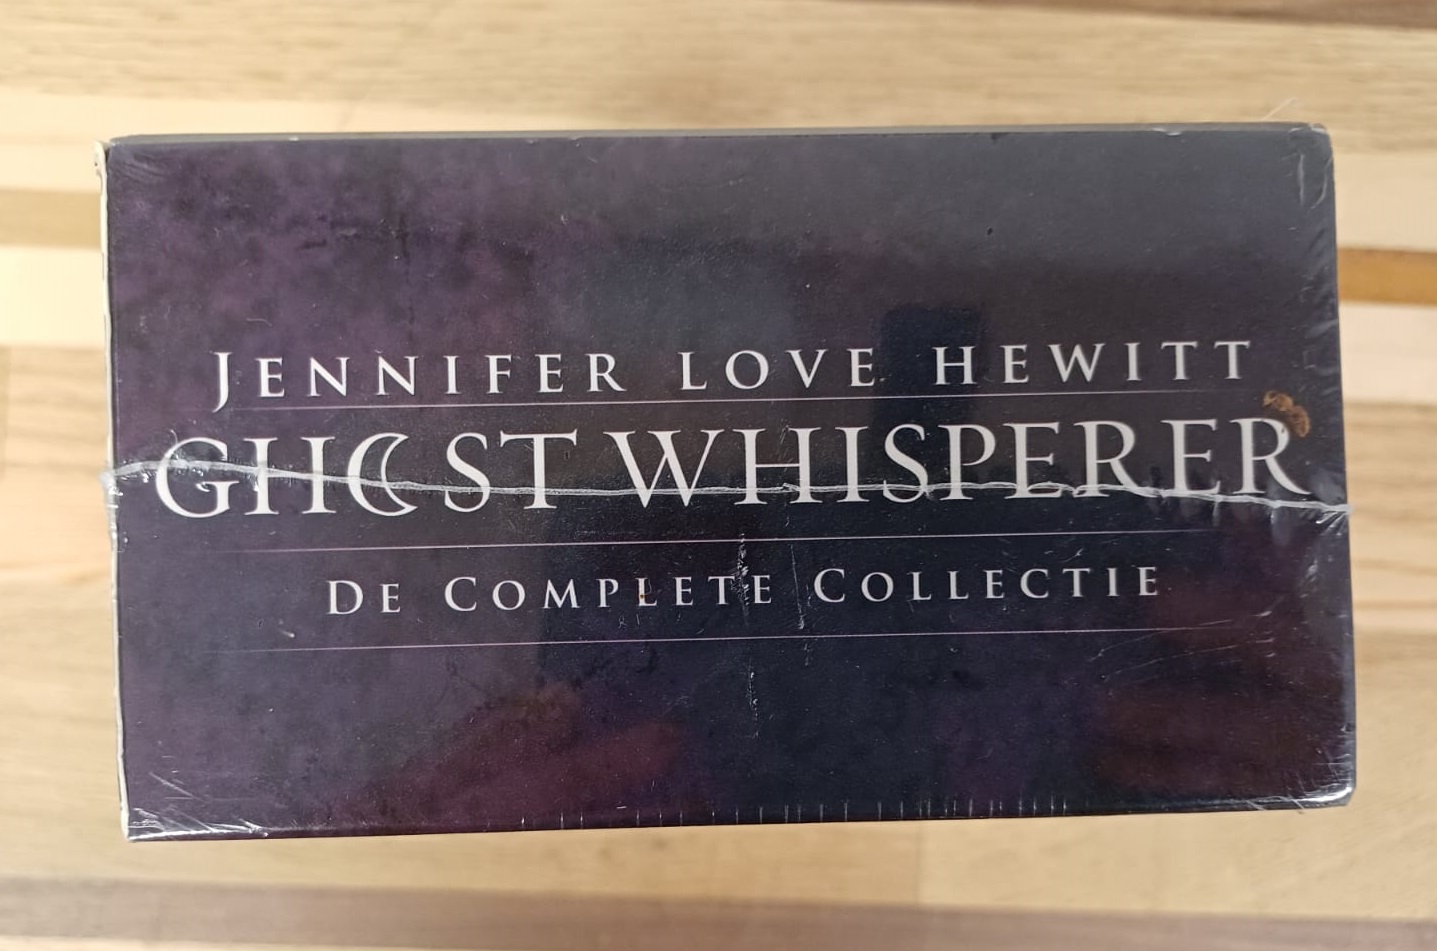 JENNIFER LOVE HEWITT
GHOST WHISPERER
DE COMPLETE COLLECTIE